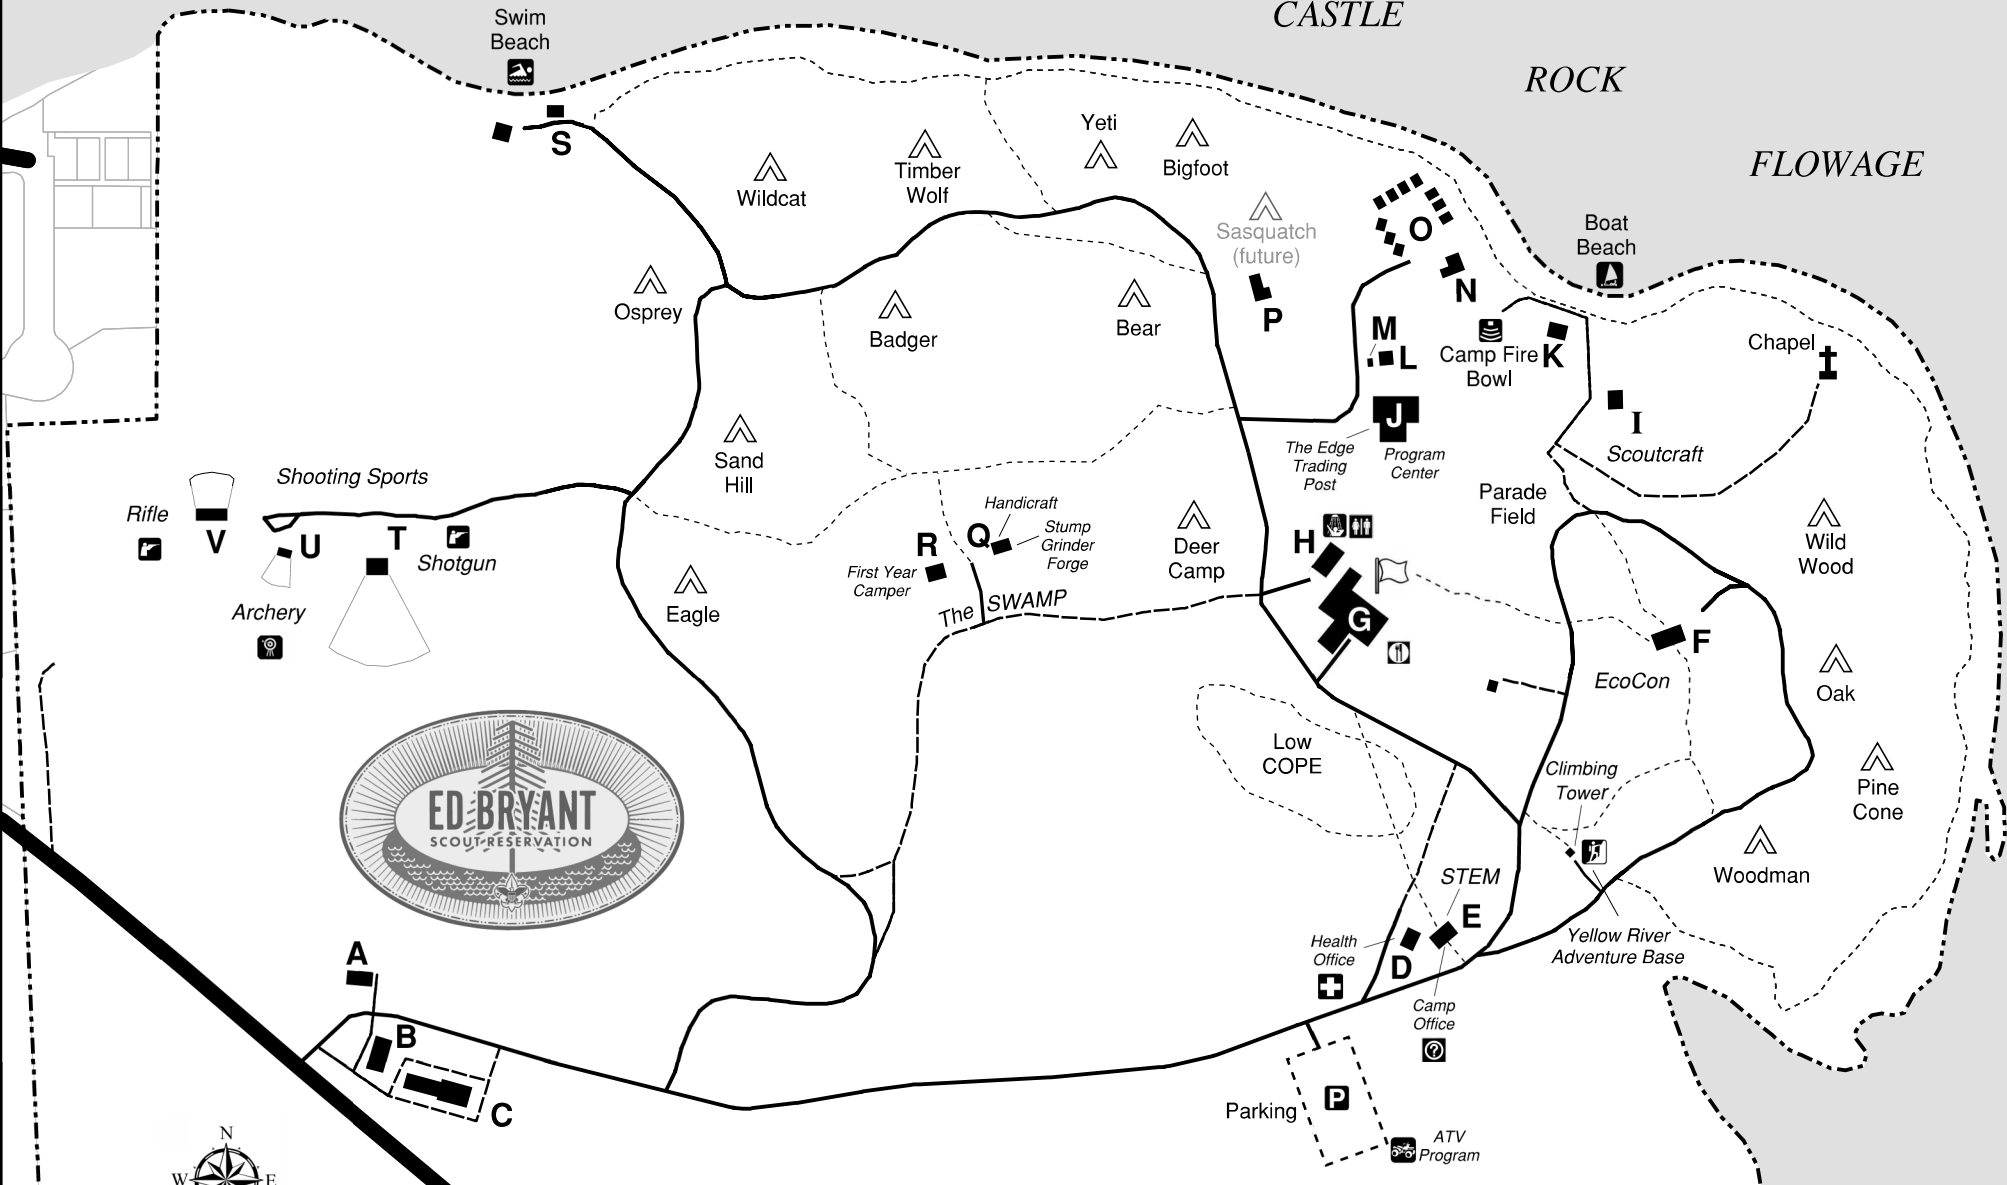 CASTLE
ROCK
FLOWAGE
Swim
Beach
S
Wildcat
Timber
Wolf
Yeti
Bigfoot
Sasquatch
(future)
P
O
N
Boat
Beach
Osprey
Badger
Bear
M
L
Camp Fire
Bowl
K
Chapel
I
Scoutcraft
J
The Edge
Trading
Post
Program
Center
Sand
Hill
Shooting Sports
Rifle
V
U
T
Shotgun
Archery
Eagle
R
First Year
Camper
Q
Handicraft
Stump
Grinder
Forge
The SWAMP
Deer
Camp
H
G
Parade
Field
Wild
Wood
F
EcoCon
Oak
Pine
Cone
Woodman
Low
COPE
Climbing
Tower
Yellow River
Adventure Base
STEM
E
Health
Office
D
Camp
Office
?
ED BRYANT
SCOUT RESERVATION
A
B
C
Parking
P
ATV
Program
N
W
E